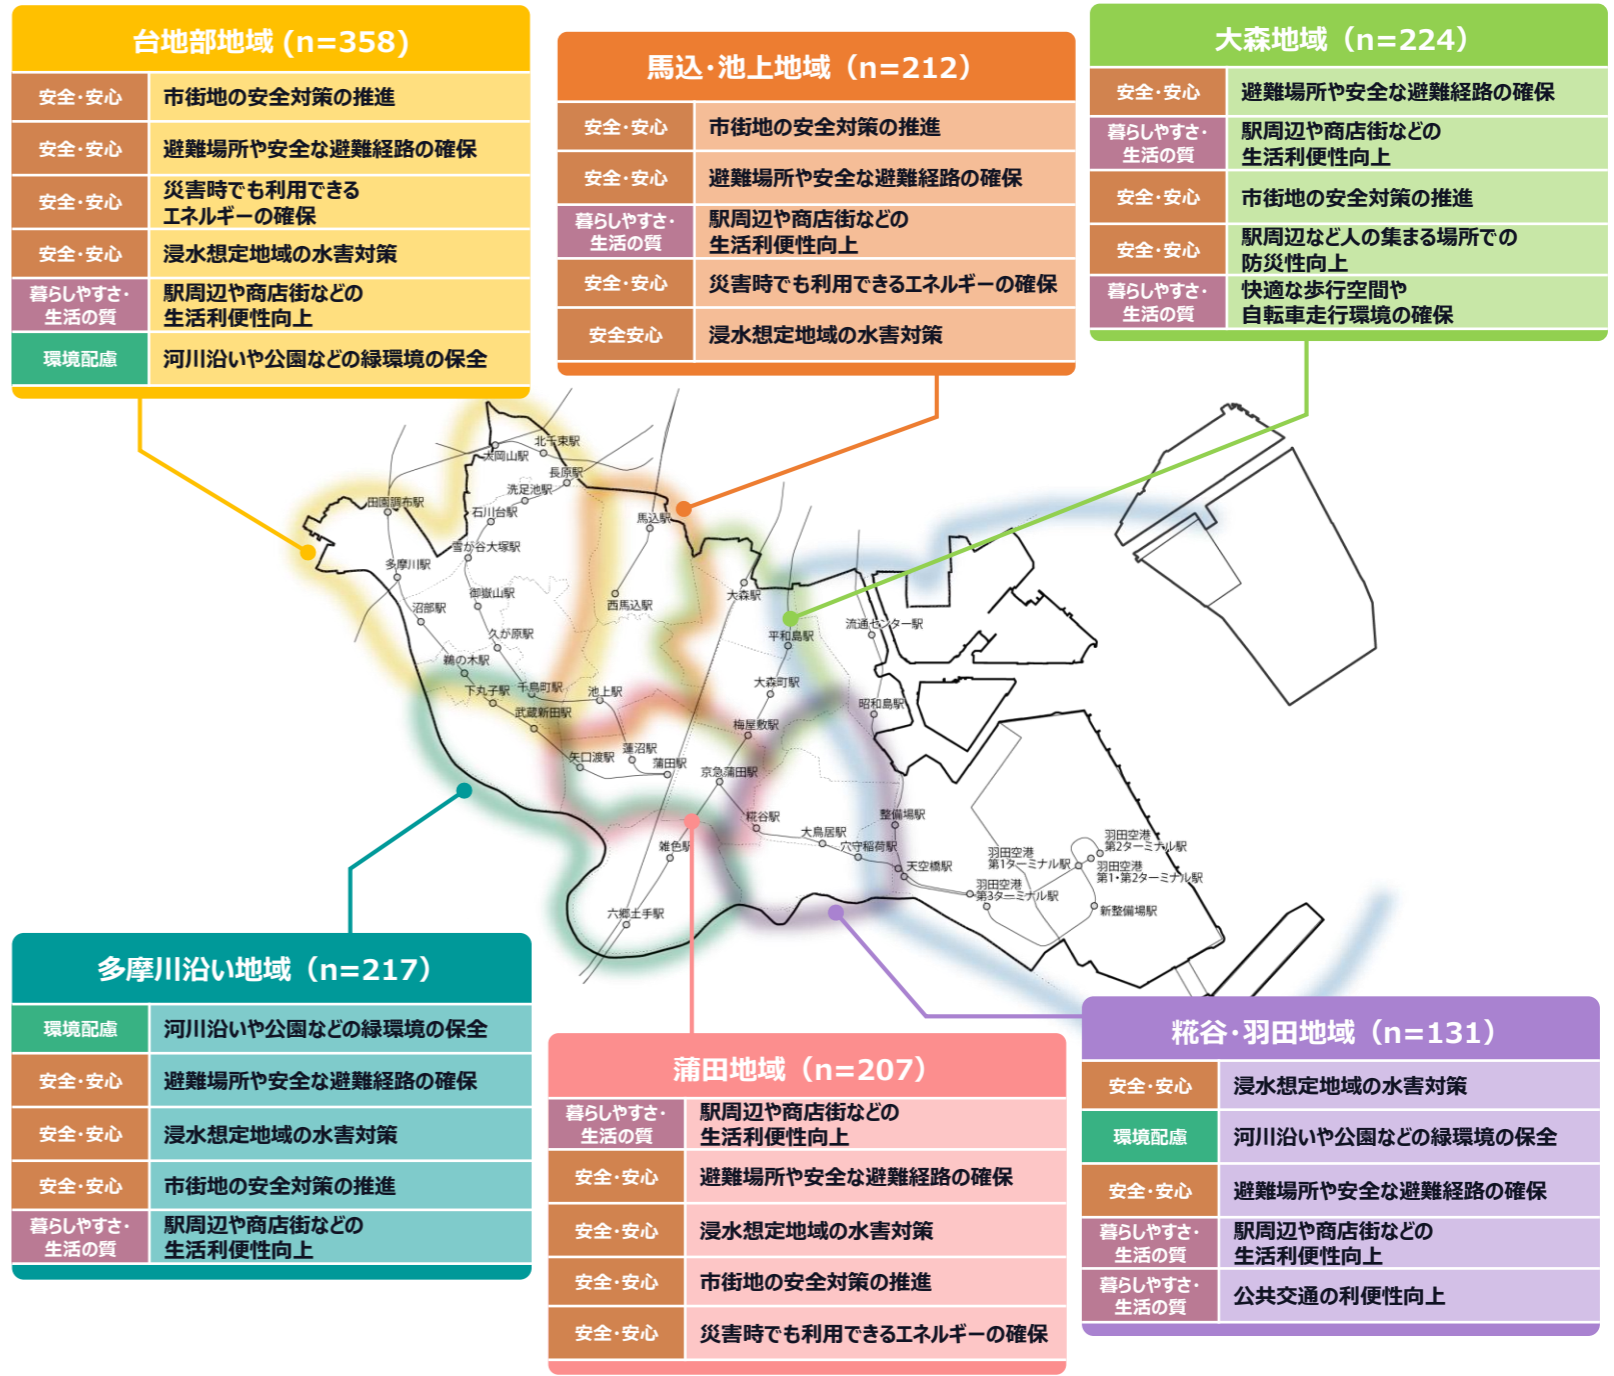 台地部地域 (n=358)
安全・安心
市街地の安全対策の推進
安全・安心
避難場所や安全な避難経路の確保
安全・安心
災害時でも利用できる
エネルギーの確保
安全・安心
浸水想定地域の水害対策
暮らしやすさ・
生活の質
駅周辺や商店街などの
生活利便性向上
環境配慮
河川沿いや公園などの緑環境の保全
馬込・池上地域（n=212）
安全・安心
市街地の安全対策の推進
安全・安心
避難場所や安全な避難経路の確保
暮らしやすさ・
生活の質
駅周辺や商店街などの
生活利便性向上
安全・安心
災害時でも利用できるエネルギーの確保
安全安心
浸水想定地域の水害対策
大森地域（n=224）
安全・安心
避難場所や安全な避難経路の確保
暮らしやすさ・
生活の質
駅周辺や商店街などの
生活利便性向上
安全・安心
市街地の安全対策の推進
安全・安心
駅周辺など人の集まる場所での
防災性向上
暮らしやすさ・
生活の質
快適な歩行空間や
自転車走行環境の確保
北千束駅
大岡山駅
長原駅
洗足池駅
田園調布駅
石川台駅
馬込駅
雪が谷大塚駅
多摩川駅
御嶽山駅
大森駅
西馬込駅
沼部駅
流通センター駅
久が原駅
平和島駅
鵜の木駅
下丸子駅
千鳥町駅
池上駅
大森町駅
昭和島駅
武蔵新田駅
梅屋敷駅
矢口渡駅
蓮沼駅
蒲田駅
京急蒲田駅
糀谷駅
整備場駅
大鳥居駅
雑色駅
穴守稲荷駅
天空橋駅
羽田空港
第1ターミナル駅
羽田空港
第2ターミナル駅
羽田空港
第1・第2ターミナル駅
羽田空港
第3ターミナル駅
新整備場駅
六郷土手駅
多摩川沿い地域（n=217）
環境配慮
河川沿いや公園などの緑環境の保全
安全・安心
避難場所や安全な避難経路の確保
安全・安心
浸水想定地域の水害対策
安全・安心
市街地の安全対策の推進
暮らしやすさ・
生活の質
駅周辺や商店街などの
生活利便性向上
蒲田地域（n=207）
暮らしやすさ・
生活の質
駅周辺や商店街などの
生活利便性向上
安全・安心
避難場所や安全な避難経路の確保
安全・安心
浸水想定地域の水害対策
安全・安心
市街地の安全対策の推進
安全・安心
災害時でも利用できるエネルギーの確保
糀谷・羽田地域（n=131）
安全・安心
浸水想定地域の水害対策
環境配慮
河川沿いや公園などの緑環境の保全
安全・安心
避難場所や安全な避難経路の確保
暮らしやすさ・
生活の質
駅周辺や商店街などの
生活利便性向上
暮らしやすさ・
生活の質
公共交通の利便性向上